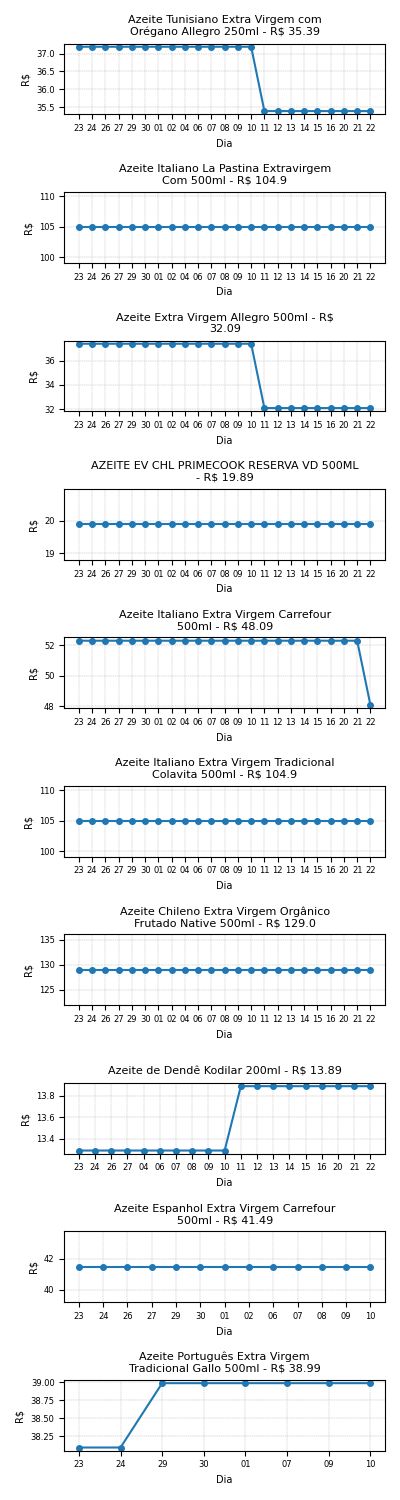 Azeite Tunisiano Extra Virgem com
Orégano Allegro 250ml - R$ 35.39
37.0
36.5
36.0
35.5
R$
23 24 26 27 29 30 01 02 04 06 07 08 09 10 11 12 13 14 15 16 20 21 22
Dia
Azeite Italiano La Pastina Extravirgem
Com 500ml - R$ 104.9
110
105
100
R$
23 24 26 27 29 30 01 02 04 06 07 08 09 10 11 12 13 14 15 16 20 21 22
Dia
Azeite Extra Virgem Allegro 500ml - R$
32.09
36
34
32
R$
23 24 26 27 29 30 01 02 04 06 07 08 09 10 11 12 13 14 15 16 20 21 22
Dia
AZEITE EV CHL PRIMECOOK RESERVA VD 500ML
- R$ 19.89
20
19
R$
23 24 26 27 29 30 01 02 04 06 07 08 09 10 11 12 13 14 15 16 20 21 22
Dia
Azeite Italiano Extra Virgem Carrefour
500ml - R$ 48.09
52
50
48
R$
23 24 26 27 29 30 01 02 04 06 07 08 09 10 11 12 13 14 15 16 20 21 22
Dia
Azeite Italiano Extra Virgem Tradicional
Colavita 500ml - R$ 104.9
110
105
100
R$
23 24 26 27 29 30 01 02 04 06 07 08 09 10 11 12 13 14 15 16 20 21 22
Dia
Azeite Chileno Extra Virgem Orgânico
Frutado Native 500ml - R$ 129.0
135
130
125
R$
23 24 26 27 29 30 01 02 04 06 07 08 09 10 11 12 13 14 15 16 20 21 22
Dia
Azeite de Dendê Kodilar 200ml - R$ 13.89
13.8
13.6
13.4
R$
23 24 26 27 04 06 07 08 09 10 11 12 13 14 15 16 20 21 22
Dia
Azeite Espanhol Extra Virgem Carrefour
500ml - R$ 41.49
42
40
R$
23 24 26 27 29 30 01 02 06 07 08 09 10
Dia
Azeite Português Extra Virgem
Tradicional Gallo 500ml - R$ 38.99
39.00
38.75
38.50
38.25
R$
23 24 29 30 01 07 09 10
Dia